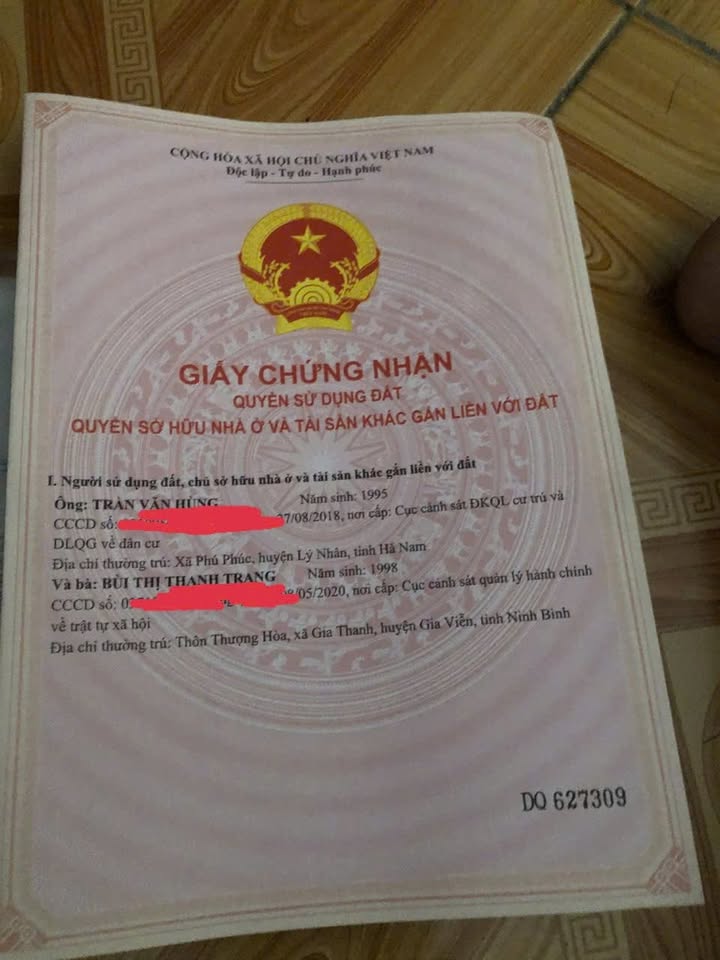 CỘNG HÒA XÃ HỘI CHỦ NGHĨA VIỆT NAM
Độc lập - Tự do - Hạnh phúc
GIẤY CHỨNG NHẬN
QUYỀN SỬ DỤNG ĐẤT
QUYỀN SỞ HỮU NHÀ Ở VÀ TÀI SẢN KHÁC GẮN LIỀN VỚI ĐẤT
I. Người sử dụng đất, chủ sở hữu nhà ở và tài sản khác gắn liền với đất
Ông: TRẦN VĂN HÙNG Năm sinh: 1995
CCCD số: 07/08/2018, nơi cấp: Cục cảnh sát ĐKQL cư trú và
DLQG về dân cư
Địa chỉ thường trú: Xã Phú Phúc, huyện Lý Nhân, tỉnh Hà Nam
Và bà: BÙI THỊ THANH TRANG Năm sinh: 1998
CCCD số: 8/05/2020, nơi cấp: Cục cảnh sát quản lý hành chính
về trật tự xã hội
Địa chỉ thường trú: Thôn Thượng Hòa, xã Gia Thanh, huyện Gia Viễn, tỉnh Ninh Bình
DQ 627309